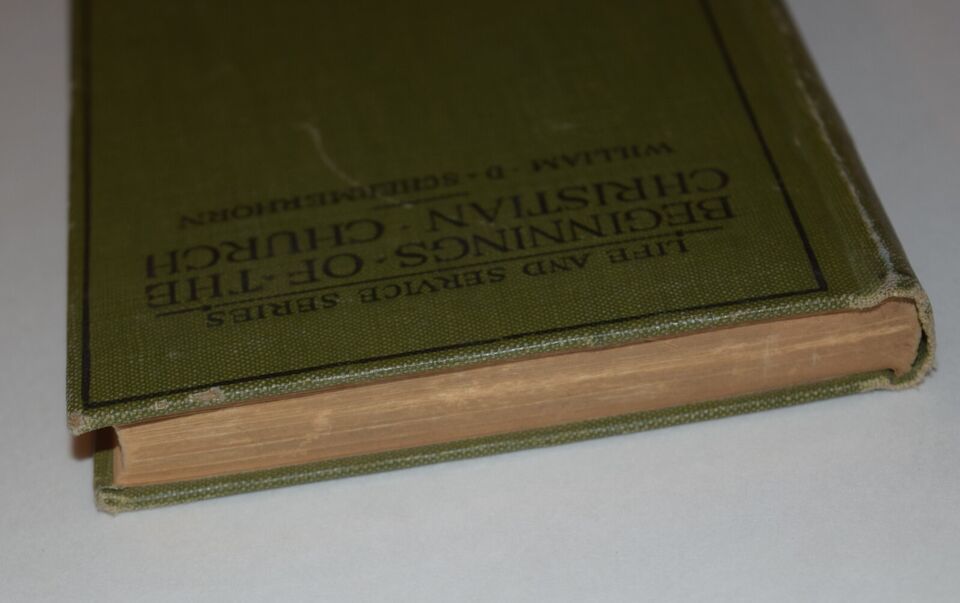 LIFE AND SERVICE SERIES
BEGINNINGS · OF · THE
CHRISTIAN · CHURCH
WILLIAM · D · SCHERMERHORN